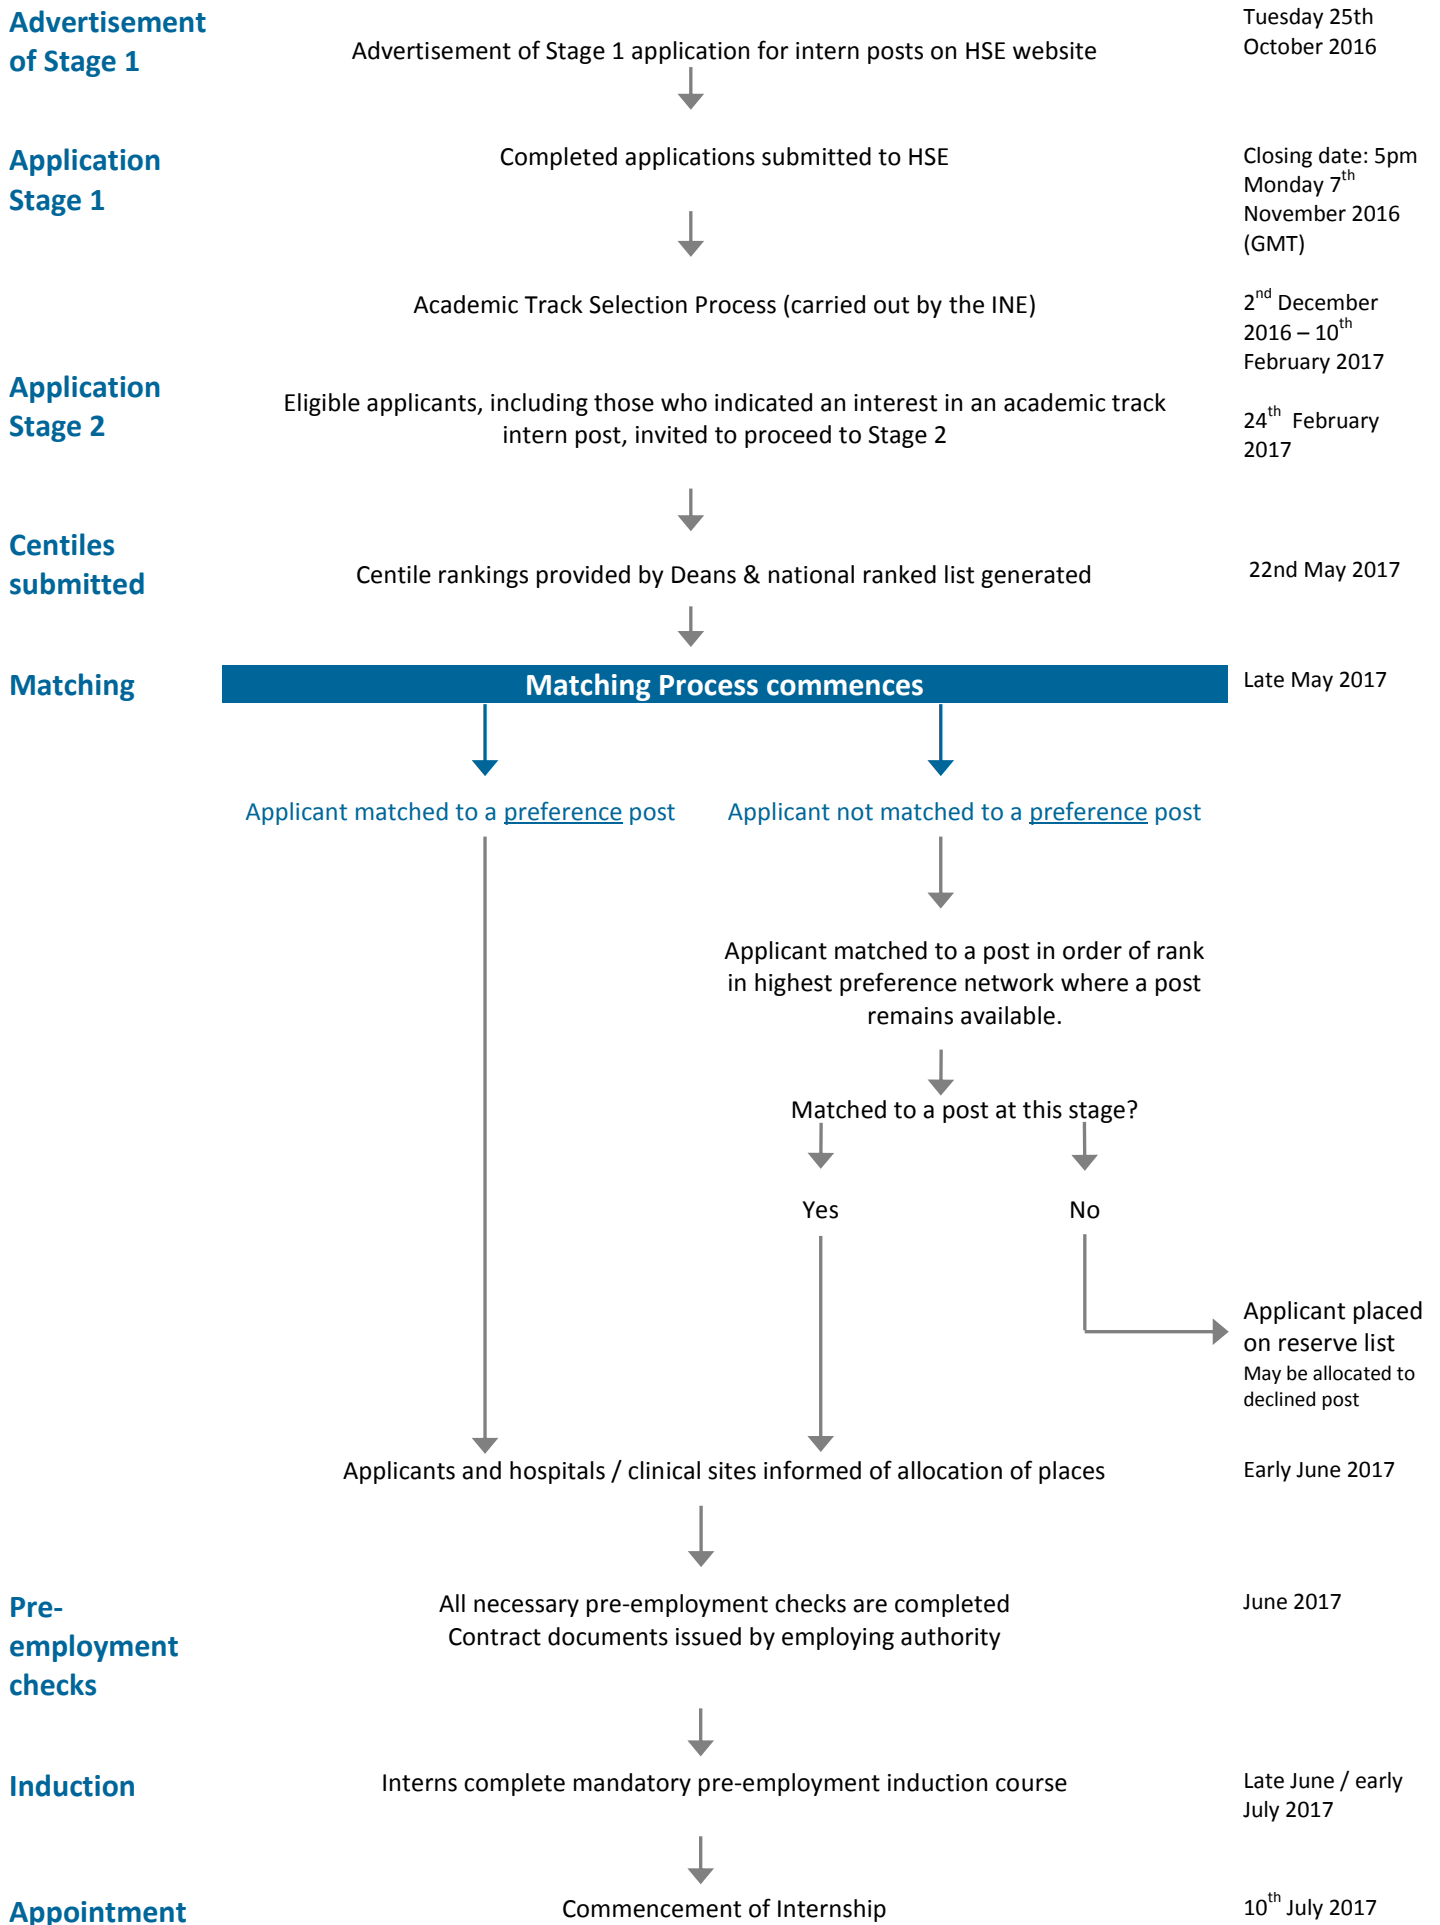 Advertisement
of Stage 1
Advertisement of Stage 1 application for intern posts on HSE website
Tuesday 25th
October 2016
Application
Stage 1
Completed applications submitted to HSE
Closing date: 5pm
Monday 7th
November 2016
(GMT)
Academic Track Selection Process (carried out by the INE)
2nd December
2016 – 10th
February 2017
Application
Stage 2
Eligible applicants, including those who indicated an interest in an academic track
intern post, invited to proceed to Stage 2
24th February
2017
Centiles
submitted
Centile rankings provided by Deans & national ranked list generated
22nd May 2017
Matching
Matching Process commences
Late May 2017
Applicant matched to a preference post
Applicant not matched to a preference post
Applicant matched to a post in order of rank
in highest preference network where a post
remains available.
Matched to a post at this stage?
Yes
No
Applicant placed
on reserve list
May be allocated to
declined post
Applicants and hospitals / clinical sites informed of allocation of places
Early June 2017
Pre-
employment
checks
All necessary pre-employment checks are completed
Contract documents issued by employing authority
June 2017
Induction
Interns complete mandatory pre-employment induction course
Late June / early
July 2017
Appointment
Commencement of Internship
10th July 2017